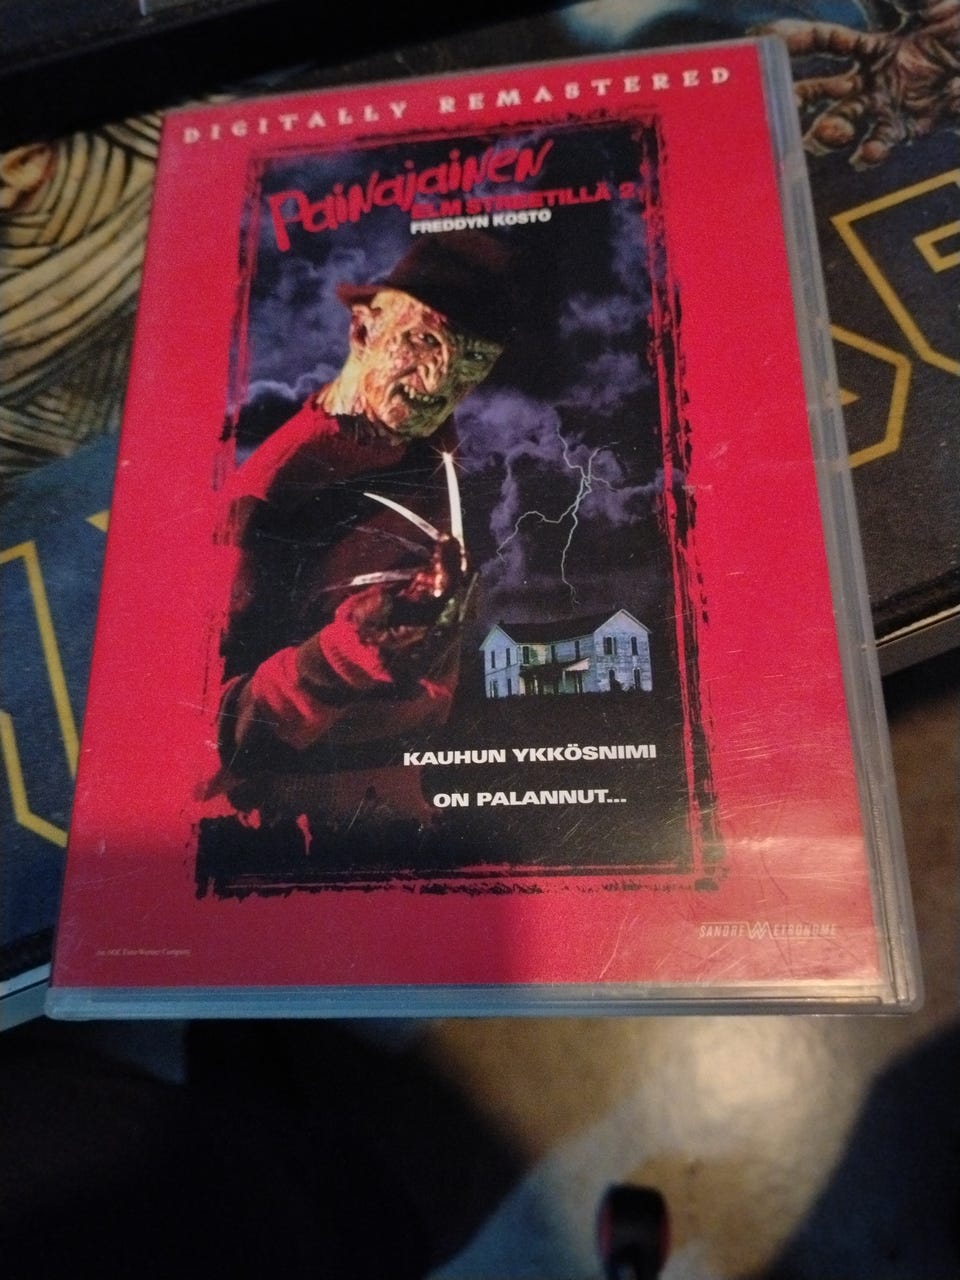 DIGITALLY REMASTERED
Painajainen
ELM STREETILLÄ 2
FREDDYN KOSTO
KAUHUN YKKÖSNIMI
ON PALANNUT...
SANDREW METRONOME